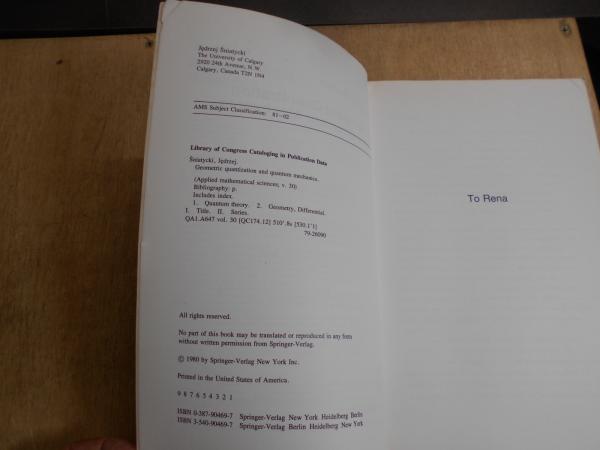 Jędrzej Śniatycki
The University of Calgary
2920 24th Avenue, N.W.
Calgary, Canada T2N 1N4
AMS Subject Classification: 81-02
Library of Congress Cataloging in Publication Data
Śniatycki, Jędrzej.
Geometric quantization and quantum mechanics.
(Applied mathematical sciences; v. 30)
Bibliography: p.
Includes index.
1. Quantum theory. 2. Geometry, Differential.
I. Title. II. Series.
QA1.A647 vol. 30 [QC174.12] 510'.8s [530.1'1]
79-26090
All rights reserved.
No part of this book may be translated or reproduced in any form
without written permission from Springer-Verlag.
© 1980 by Springer-Verlag New York Inc.
Printed in the United States of America.
9 8 7 6 5 4 3 2 1
ISBN 0-387-90469-7 Springer-Verlag New York Heidelberg Berlin
ISBN 3-540-90469-7 Springer-Verlag Berlin Heidelberg New York
To Rena